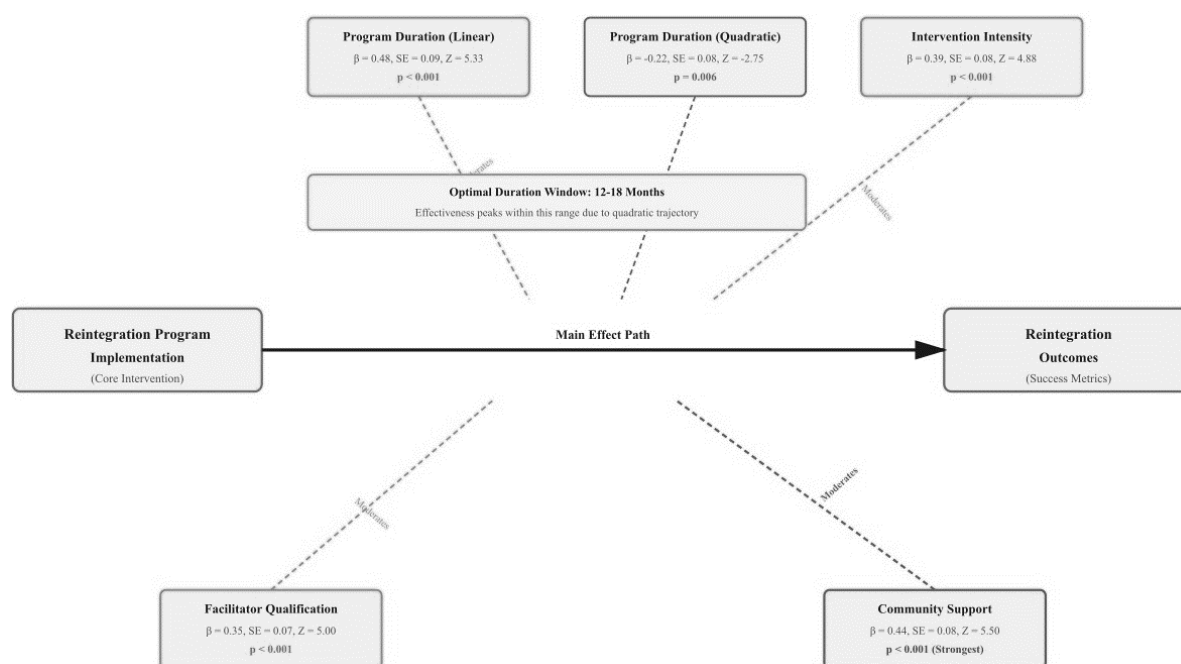 Program Duration (Linear)
β = 0.48, SE = 0.09, Z = 5.33
p < 0.001
Program Duration (Quadratic)
β = -0.22, SE = 0.08, Z = -2.75
p = 0.006
Intervention Intensity
β = 0.39, SE = 0.08, Z = 4.88
p < 0.001
Optimal Duration Window: 12-18 Months
Effectiveness peaks within this range due to quadratic trajectory
Moderates
Reintegration Program
Implementation
(Core Intervention)
Main Effect Path
Reintegration
Outcomes
(Success Metrics)
Moderates
Moderates
Facilitator Qualification
β = 0.35, SE = 0.07, Z = 5.00
p < 0.001
Community Support
β = 0.44, SE = 0.08, Z = 5.50
p < 0.001 (Strongest)